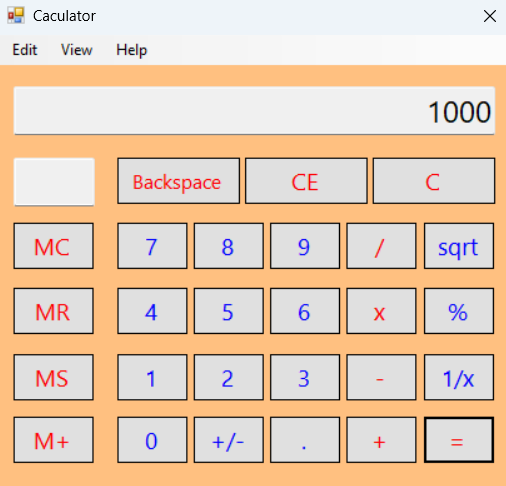 Caculator
Edit View Help
1000
Backspace CE C
MC 7 8 9 / sqrt
MR 4 5 6 x %
MS 1 2 3 - 1/x
M+ 0 +/- . + =